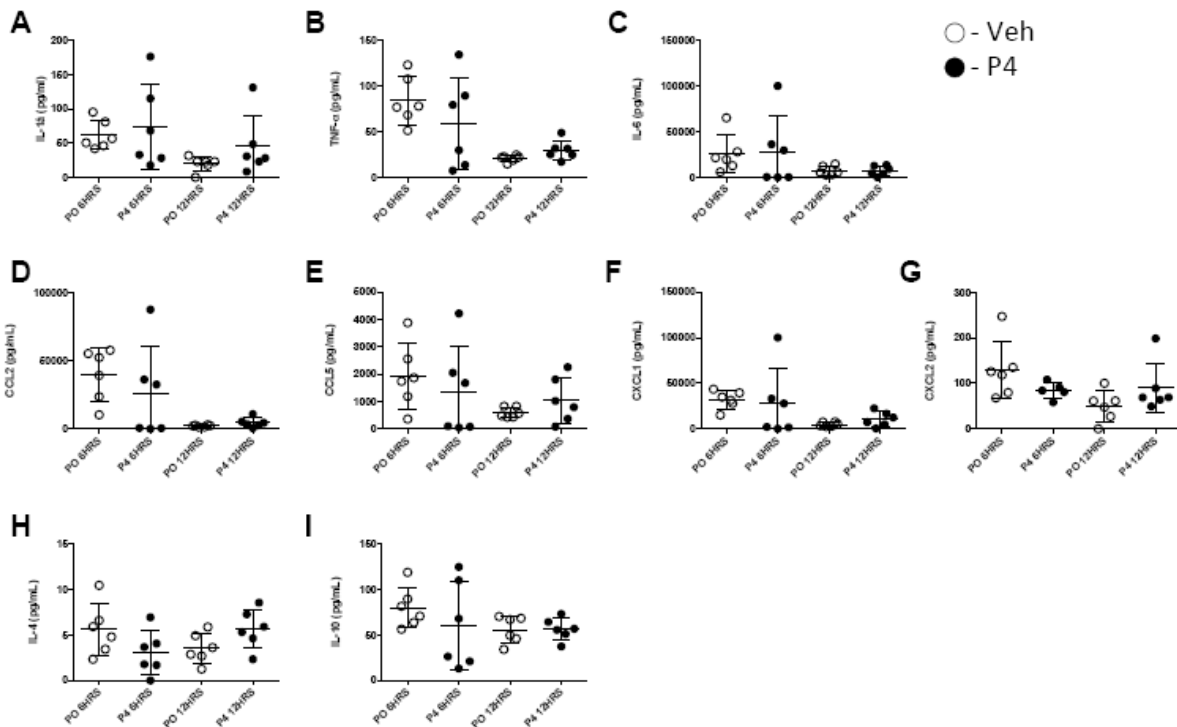 A
IL-1á (pg/ml)
200
150
100
50
0
PO 6HRS
P4 6HRS
PO 12HRS
P4 12HRS
B
TNF-α (pg/mL)
150
100
50
0
PO 6HRS
P4 6HRS
PO 12HRS
P4 12HRS
C
IL-6 (pg/mL)
150000
100000
50000
0
PO 6HRS
P4 6HRS
PO 12HRS
P4 12HRS
- Veh
- P4
D
CCL2 (pg/mL)
100000
50000
0
PO 6HRS
P4 6HRS
PO 12HRS
P4 12HRS
E
CCL5 (pg/mL)
6000
5000
4000
3000
2000
1000
0
PO 6HRS
P4 6HRS
PO 12HRS
P4 12HRS
F
CXCL1 (pg/mL)
150000
100000
50000
0
PO 6HRS
P4 6HRS
PO 12HRS
P4 12HRS
G
CXCL2 (pg/mL)
300
200
100
0
PO 6HRS
P4 6HRS
PO 12HRS
P4 12HRS
H
IL-4 (pg/mL)
15
10
5
0
PO 6HRS
P4 6HRS
PO 12HRS
P4 12HRS
I
IL-10 (pg/mL)
150
100
50
0
PO 6HRS
P4 6HRS
PO 12HRS
P4 12HRS